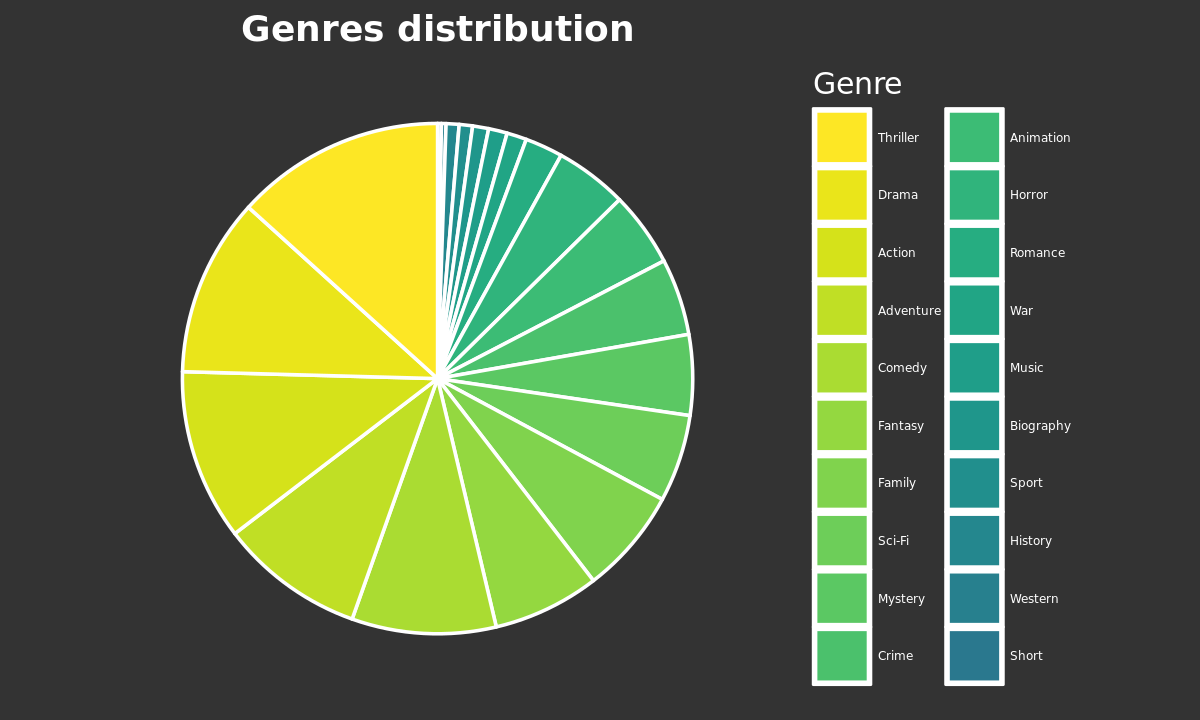 Genres distribution
Genre
Thriller
Drama
Action
Adventure
Comedy
Fantasy
Family
Sci-Fi
Mystery
Crime
Animation
Horror
Romance
War
Music
Biography
Sport
History
Western
Short